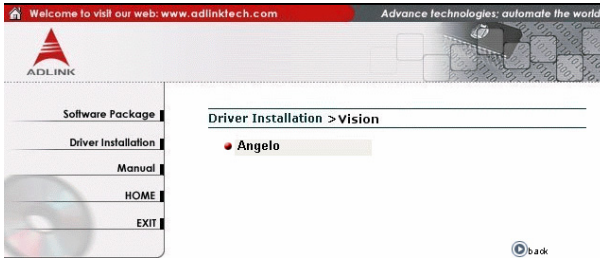 Welcome to visit our web: www.adlinktech.com
Advance technologies; automate the world
ADLINK
Software Package
Driver Installation
Manual
HOME
EXIT
Driver Installation > Vision
Angelo
back